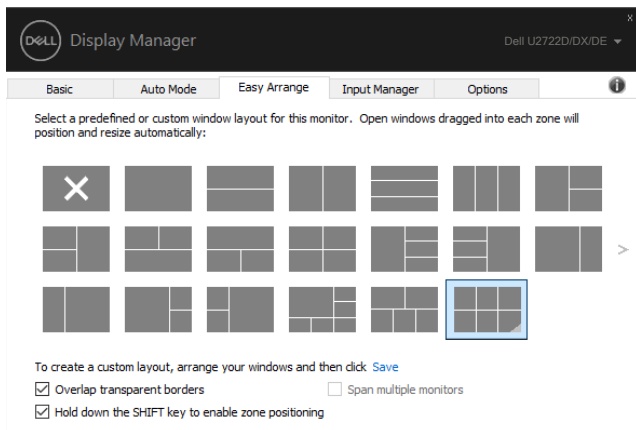 x
DELL Display Manager
Dell U2722D/DX/DE
Basic Auto Mode Easy Arrange Input Manager Options
Select a predefined or custom window layout for this monitor. Open windows dragged into each zone will
position and resize automatically:
To create a custom layout, arrange your windows and then click Save
Overlap transparent borders Span multiple monitors
Hold down the SHIFT key to enable zone positioning